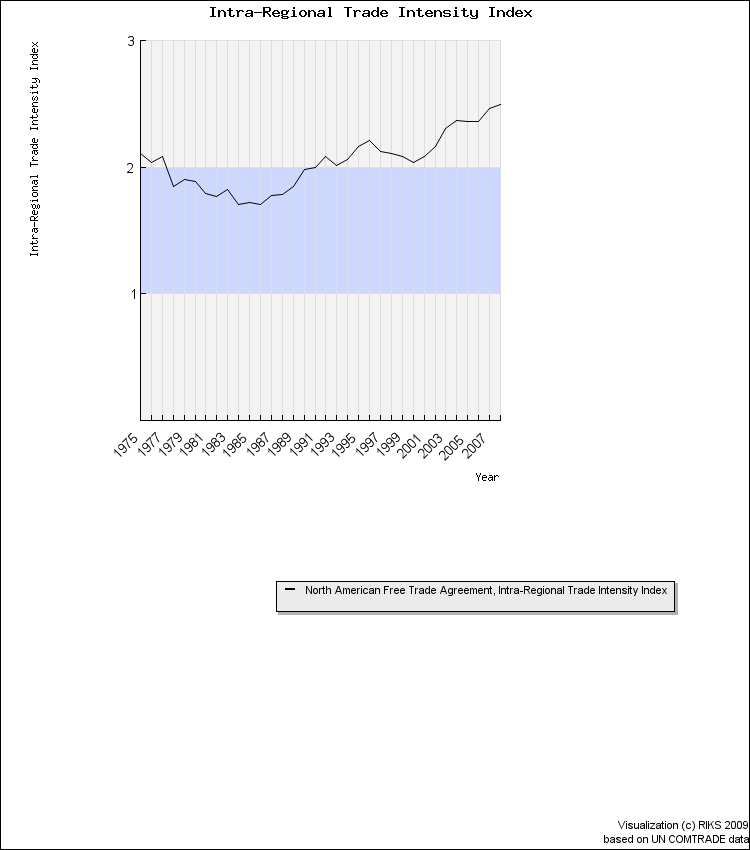 Intra-Regional Trade Intensity Index
Intra-Regional Trade Intensity Index
3
2
1
1975 1977 1979 1981 1983 1985 1987 1989 1991 1993 1995 1997 1999 2001 2003 2005 2007
Year
North American Free Trade Agreement, Intra-Regional Trade Intensity Index
Visualization (c) RIKS 2009
based on UN COMTRADE data